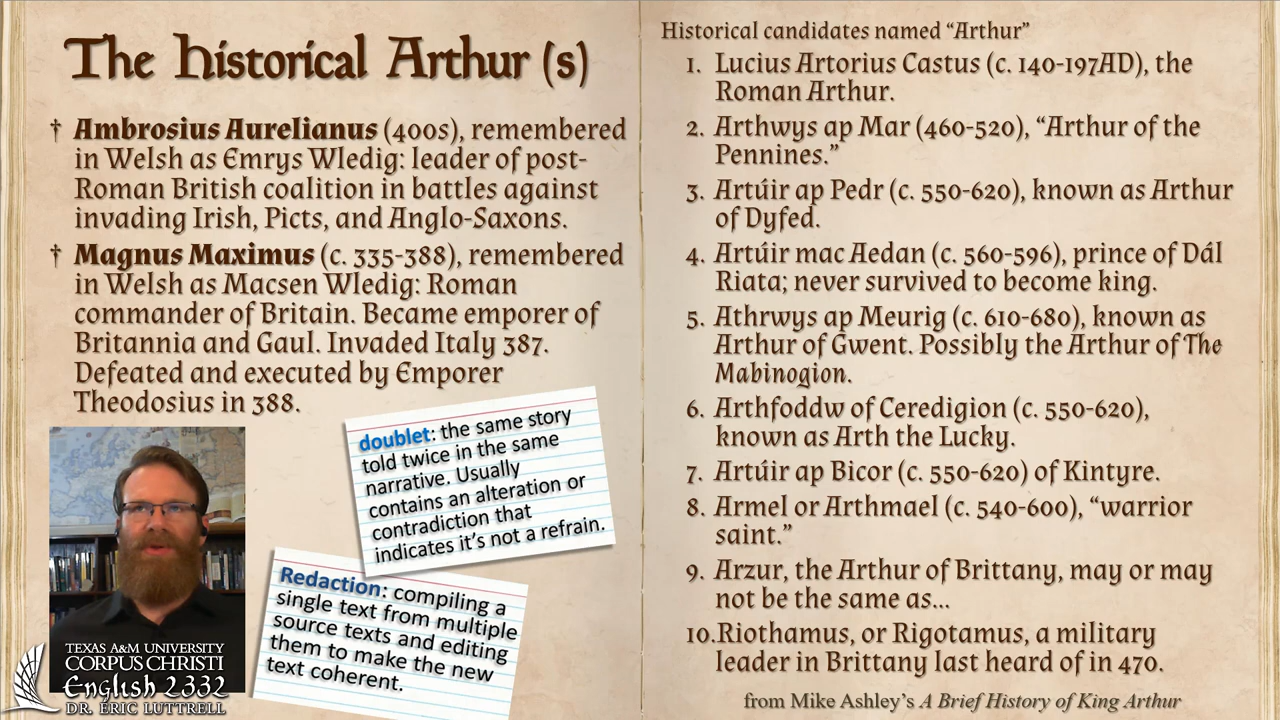 The Historical Arthur (s)
† Ambrosius Aurelianus (400s), remembered
in Welsh as Emrys Wledig: leader of post-
Roman British coalition in battles against
invading Irish, Picts, and Anglo-Saxons.
† Magnus Maximus (c. 335-388), remembered
in Welsh as Macsen Wledig: Roman
commander of Britain. Became emporer of
Britannia and Gaul. Invaded Italy 387.
Defeated and executed by Emporer
Theodosius in 388.
doublet: the same story
told twice in the same
narrative. Usually
contains an alteration or
contradiction that
indicates it’s not a refrain.
Redaction: compiling a
single text from multiple
source texts and editing
them to make the new
text coherent.
TEXAS A&M UNIVERSITY
CORPUS CHRISTI
English 2332
DR. ERIC LUTTRELL
Historical candidates named “Arthur”
1. Lucius Artorius Castus (c. 140-197AD), the
Roman Arthur.
2. Arthwys ap Mar (460-520), “Arthur of the
Pennines.”
3. Artúir ap Pedr (c. 550-620), known as Arthur
of Dyfed.
4. Artúir mac Aedan (c. 560-596), prince of Dál
Riata; never survived to become king.
5. Athrwys ap Meurig (c. 610-680), known as
Arthur of Gwent. Possibly the Arthur of The
Mabinogion.
6. Arthfoddw of Ceredigion (c. 550-620),
known as Arth the Lucky.
7. Artúir ap Bicor (c. 550-620) of Kintyre.
8. Armel or Arthmael (c. 540-600), “warrior
saint.”
9. Arzur, the Arthur of Brittany, may or may
not be the same as...
10.Riothamus, or Rigotamus, a military
leader in Brittany last heard of in 470.
from Mike Ashley’s A Brief History of King Arthur